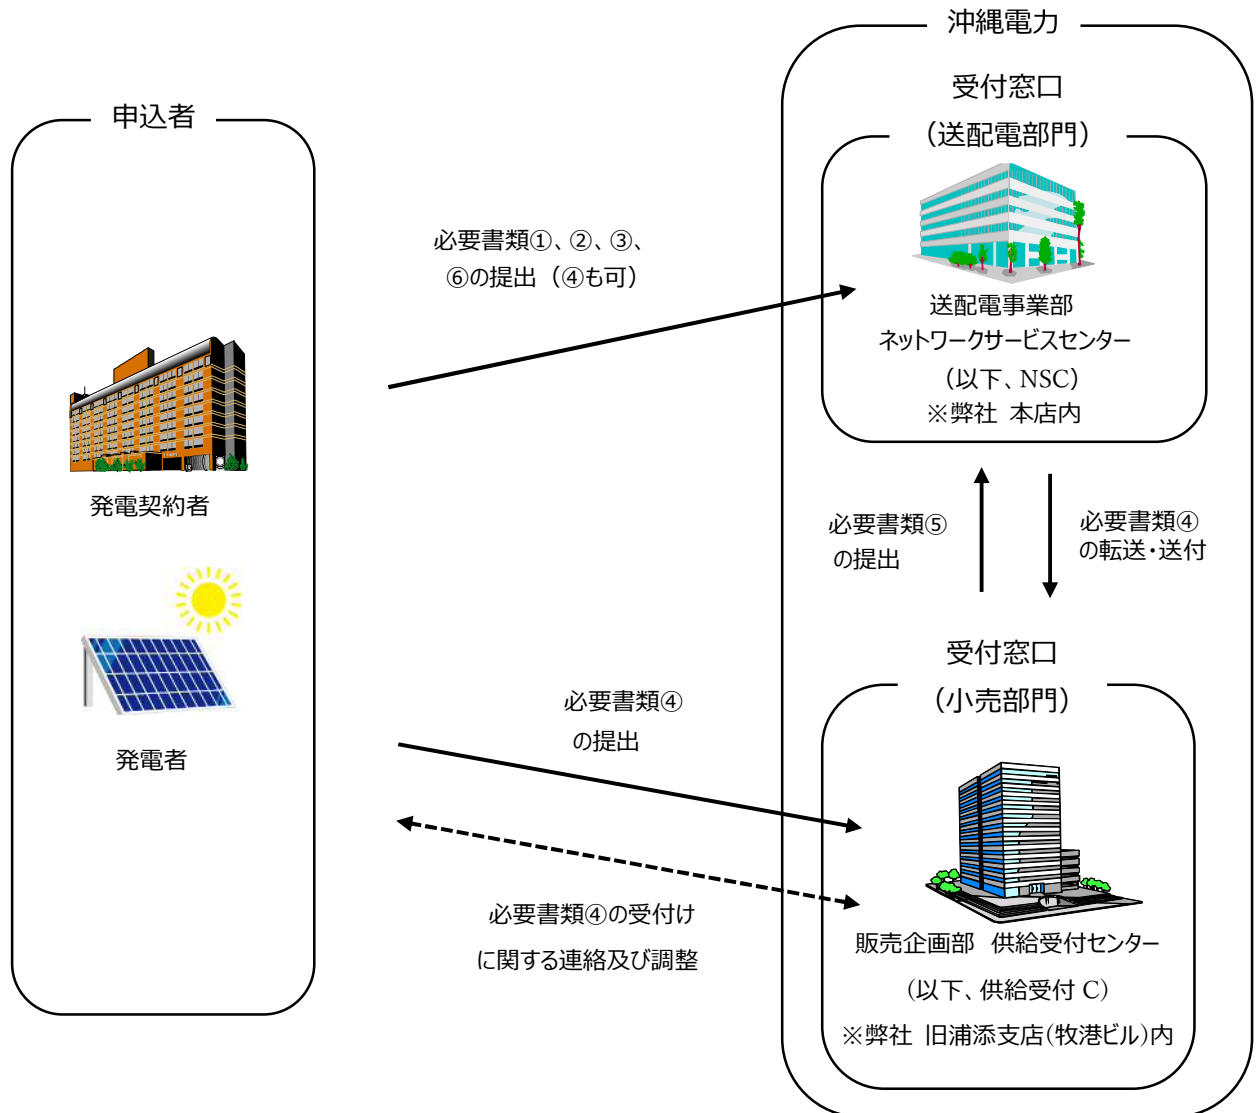 沖縄電力
受付窓口
（送配電部門）
送配電事業部
ネットワークサービスセンター
（以下、NSC）
※弊社 本店内
申込者
発電契約者
発電者
必要書類①、②、③、
⑥の提出（④も可）
必要書類⑤
の提出
必要書類④
の転送・送付
必要書類④
の提出
必要書類④の受付け
に関する連絡及び調整
受付窓口
（小売部門）
販売企画部 供給受付センター
（以下、供給受付 C）
※弊社 旧浦添支店（牧港ビル）内